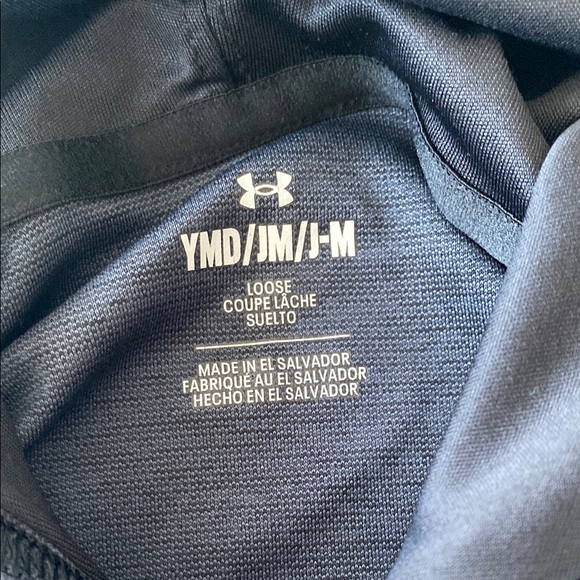 YMD/JM/J-M
LOOSE
COUPE LÂCHE
SUELTO
MADE IN EL SALVADOR
FABRIQUÉ AU EL SALVADOR
HECHO EN EL SALVADOR